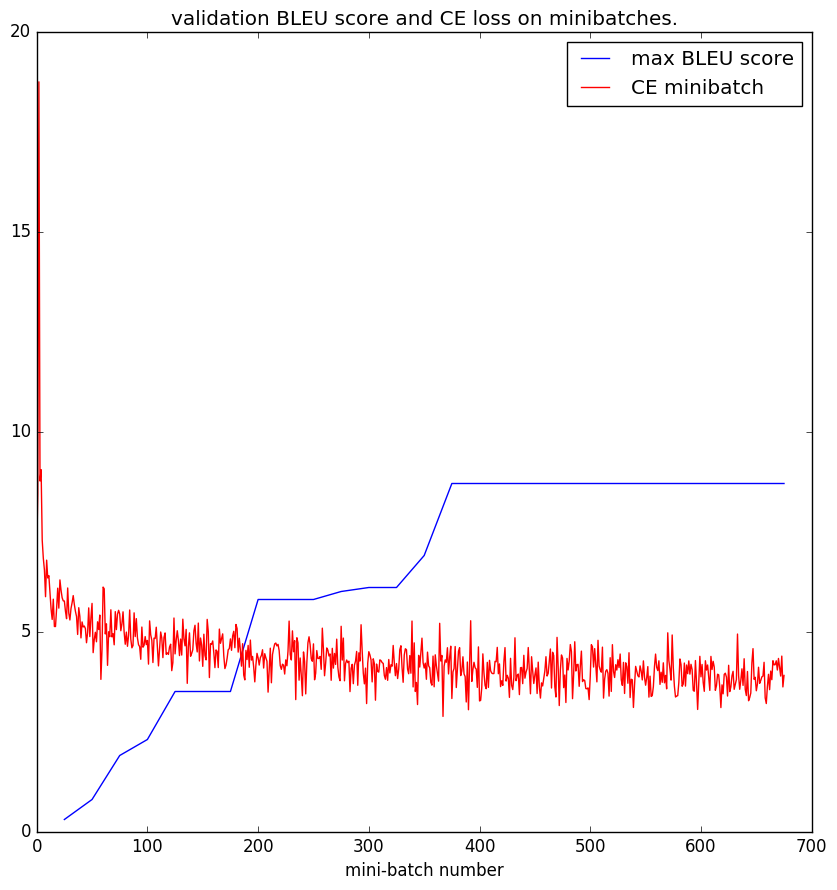 validation BLEU score and CE loss on minibatches.
max BLEU score
CE minibatch
20
15
10
5
0
0 100 200 300 400 500 600 700
mini-batch number